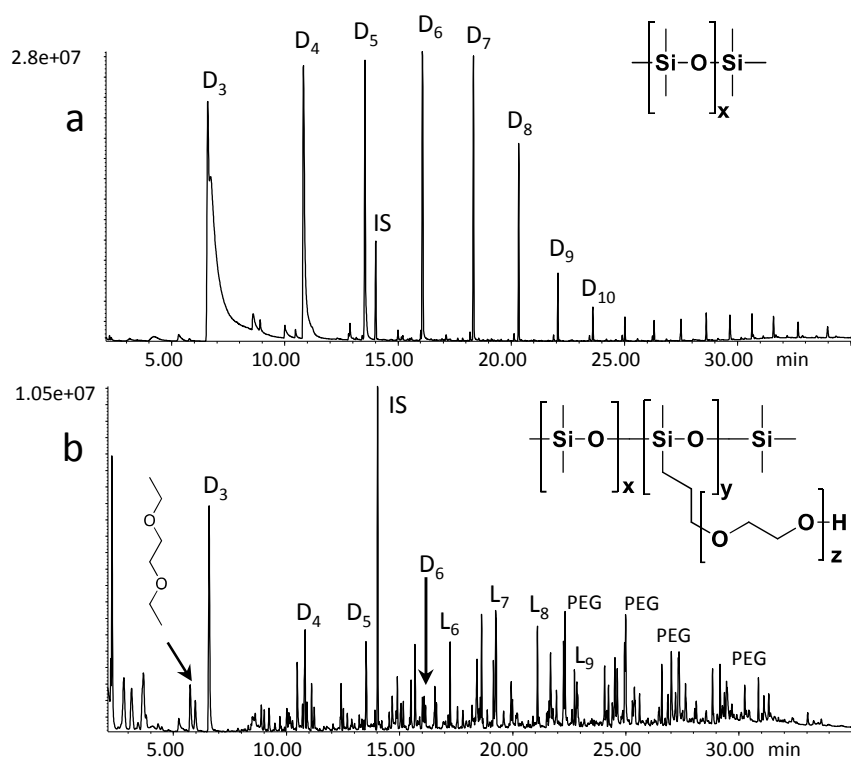 2.8e+07
a
D3
D4
D5
IS
D6
D7
D8
D9
D10
Si O Si
x
5.00 10.00 15.00 20.00 25.00 30.00 min
1.05e+07
b
O
O
D3
D4
D5
IS
D6
L6
L7
L8
PEG
L9
PEG
PEG
PEG
Si O Si O Si
x y
O O H
z
5.00 10.00 15.00 20.00 25.00 30.00 min